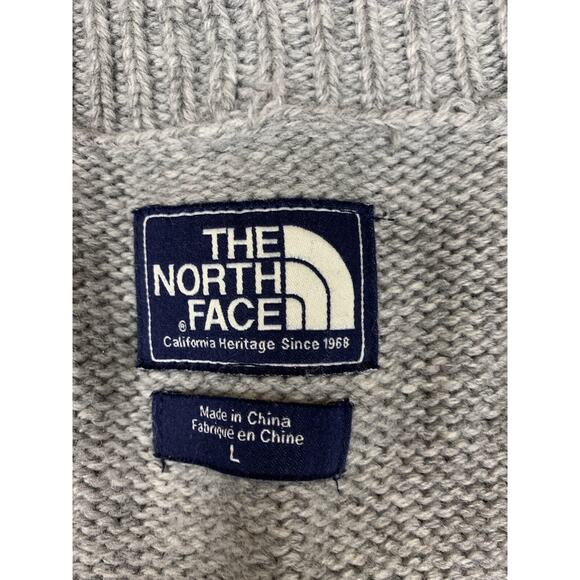 THE
NORTH
® FACE
California Heritage Since 1968
Made in China
Fabriqué en Chine
L